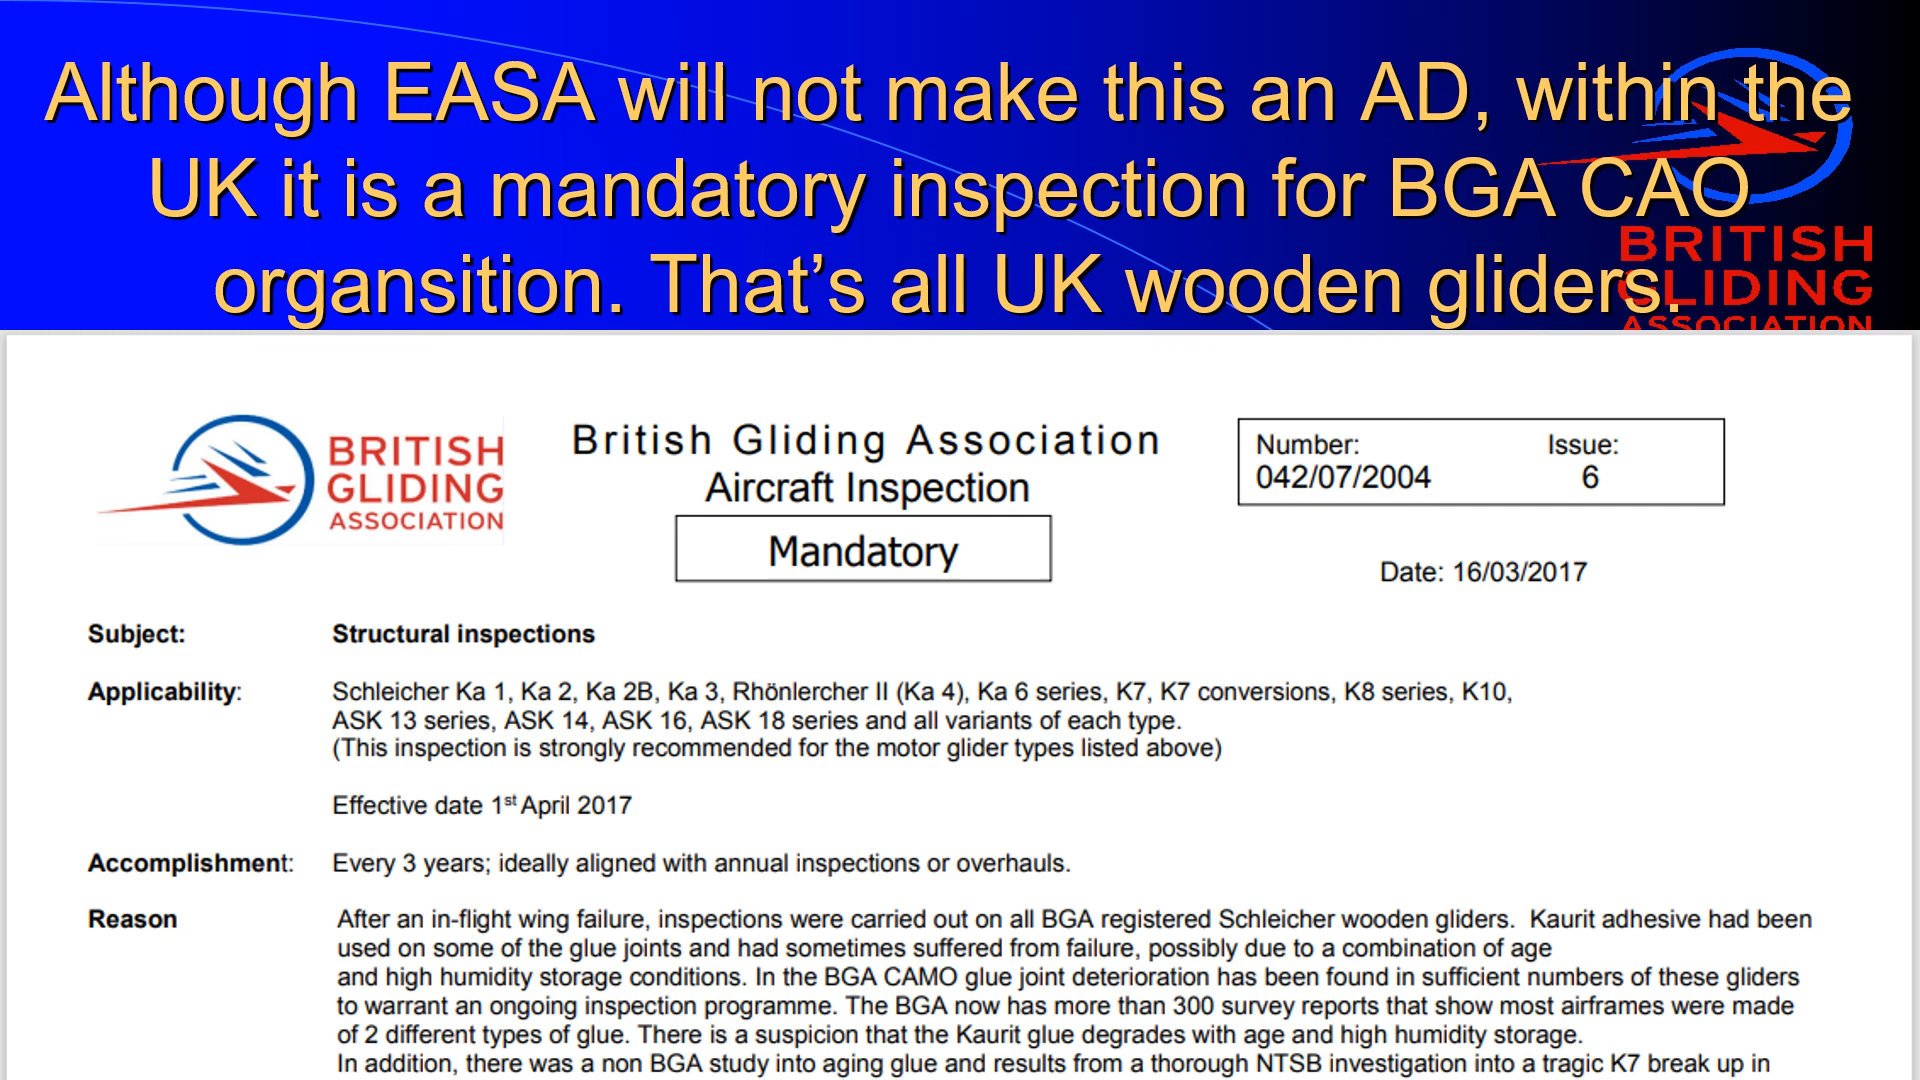 Although EASA will not make this an AD, within the
UK it is a mandatory inspection for BGA CAO
organsition. That’s all UK wooden gliders.
BRITISH
GLIDING
ASSOCIATION
BRITISH
GLIDING
ASSOCIATION
British Gliding Association
Aircraft Inspection
Mandatory
Number: Issue:
042/07/2004 6
Date: 16/03/2017
Subject: Structural inspections
Applicability: Schleicher Ka 1, Ka 2, Ka 2B, Ka 3, Rhönlercher II (Ka 4), Ka 6 series, K7, K7 conversions, K8 series, K10,
ASK 13 series, ASK 14, ASK 16, ASK 18 series and all variants of each type.
(This inspection is strongly recommended for the motor glider types listed above)
Effective date 1st April 2017
Accomplishment: Every 3 years; ideally aligned with annual inspections or overhauls.
Reason After an in-flight wing failure, inspections were carried out on all BGA registered Schleicher wooden gliders. Kaurit adhesive had been
used on some of the glue joints and had sometimes suffered from failure, possibly due to a combination of age
and high humidity storage conditions. In the BGA CAMO glue joint deterioration has been found in sufficient numbers of these gliders
to warrant an ongoing inspection programme. The BGA now has more than 300 survey reports that show most airframes were made
of 2 different types of glue. There is a suspicion that the Kaurit glue degrades with age and high humidity storage.
In addition, there was a non BGA study into aging glue and results from a thorough NTSB investigation into a tragic K7 break up in